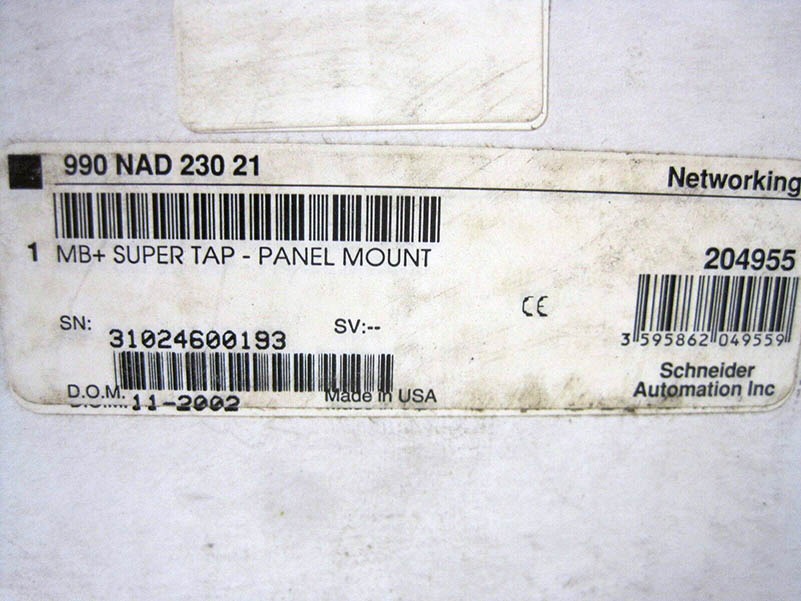 990 NAD 230 21
Networking
1 MB+ SUPER TAP - PANEL MOUNT
204955
CE
SN: 31024600193 SV:--
3 595862 049559
Schneider
Automation Inc
D.O.M. 11-2002 Made in USA